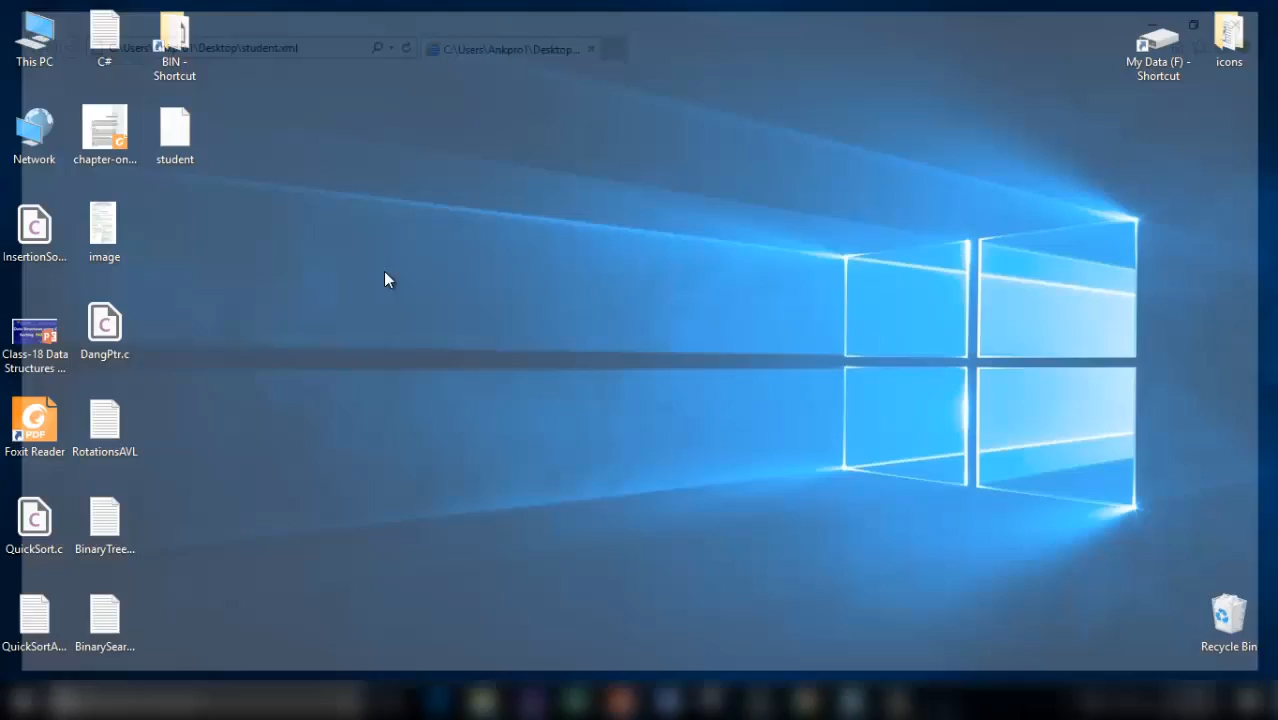 C:\Users\Ankpro1\Desktop\student.xml
C:\Users\Ankpro1\Desktop...
This PC
C#
BIN -
Shortcut
My Data (F) -
Shortcut
icons
Network
chapter-on...
student
InsertionSo...
image
Class-18 Data
Structures ...
DangPtr.c
Foxit Reader
PDF
RotationsAVL
QuickSort.c
BinaryTree...
QuickSortA...
BinarySear...
Recycle Bin